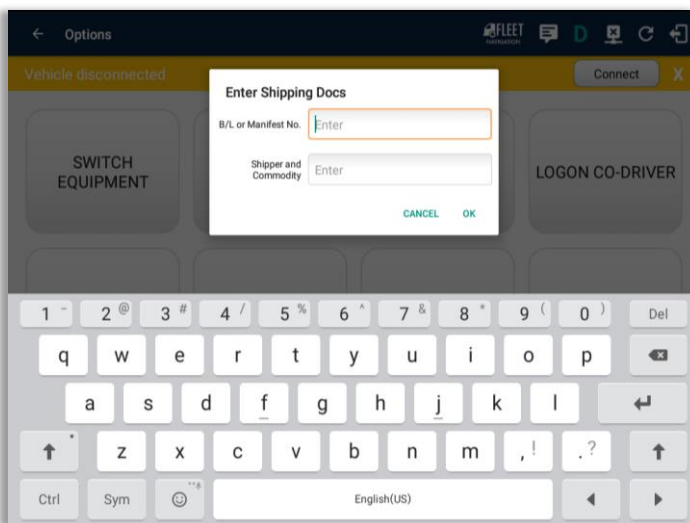 ← Options
FLEET
NAVIGATION
D
Vehicle disconnected
Connect X
Enter Shipping Docs
B/L or Manifest No. Enter
Shipper and
Commodity Enter
CANCEL OK
SWITCH
EQUIPMENT
LOGON CO-DRIVER
1 - 2 @ 3 # 4 / 5 % 6 ^ 7 & 8 * 9 ( 0 ) Del
q w e r t y u i o p
a s d f g h j k l
z x c v b n m , ! . ?
Ctrl Sym English(US)